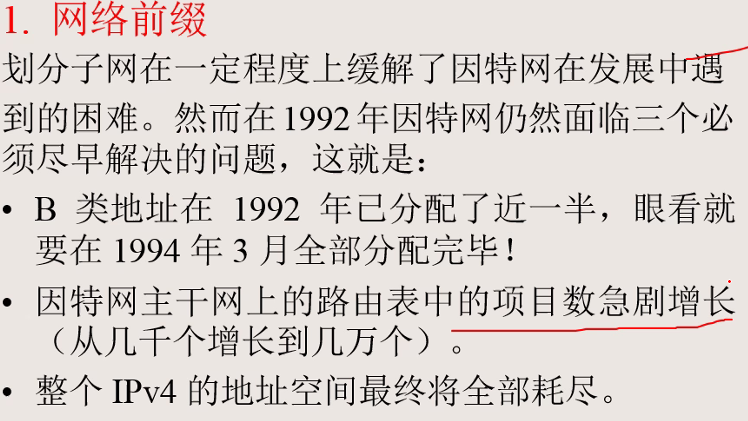 1. 网络前缀
划分子网在一定程度上缓解了因特网在发展中遇
到的困难。然而在1992年因特网仍然面临三个必
须尽早解决的问题，这就是：
• B 类地址在 1992 年已分配了近一半，眼看就
要在 1994 年 3 月全部分配完毕！
• 因特网主干网上的路由表中的项目数急剧增长
（从几千个增长到几万个）。
• 整个 IPv4 的地址空间最终将全部耗尽。